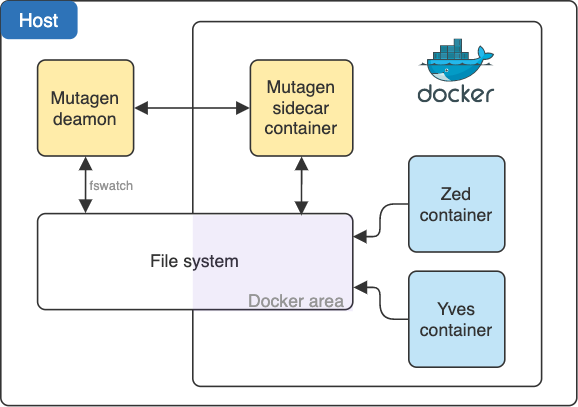 Host
docker
Mutagen
deamon
Mutagen
sidecar
container
fswatch
Zed
container
File system
Docker area
Yves
container